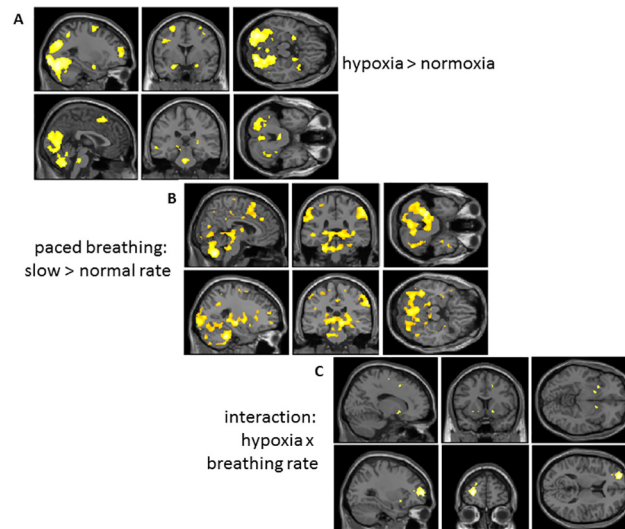 A
hypoxia > normoxia
B
paced breathing:
slow > normal rate
C
interaction:
hypoxia x
breathing rate